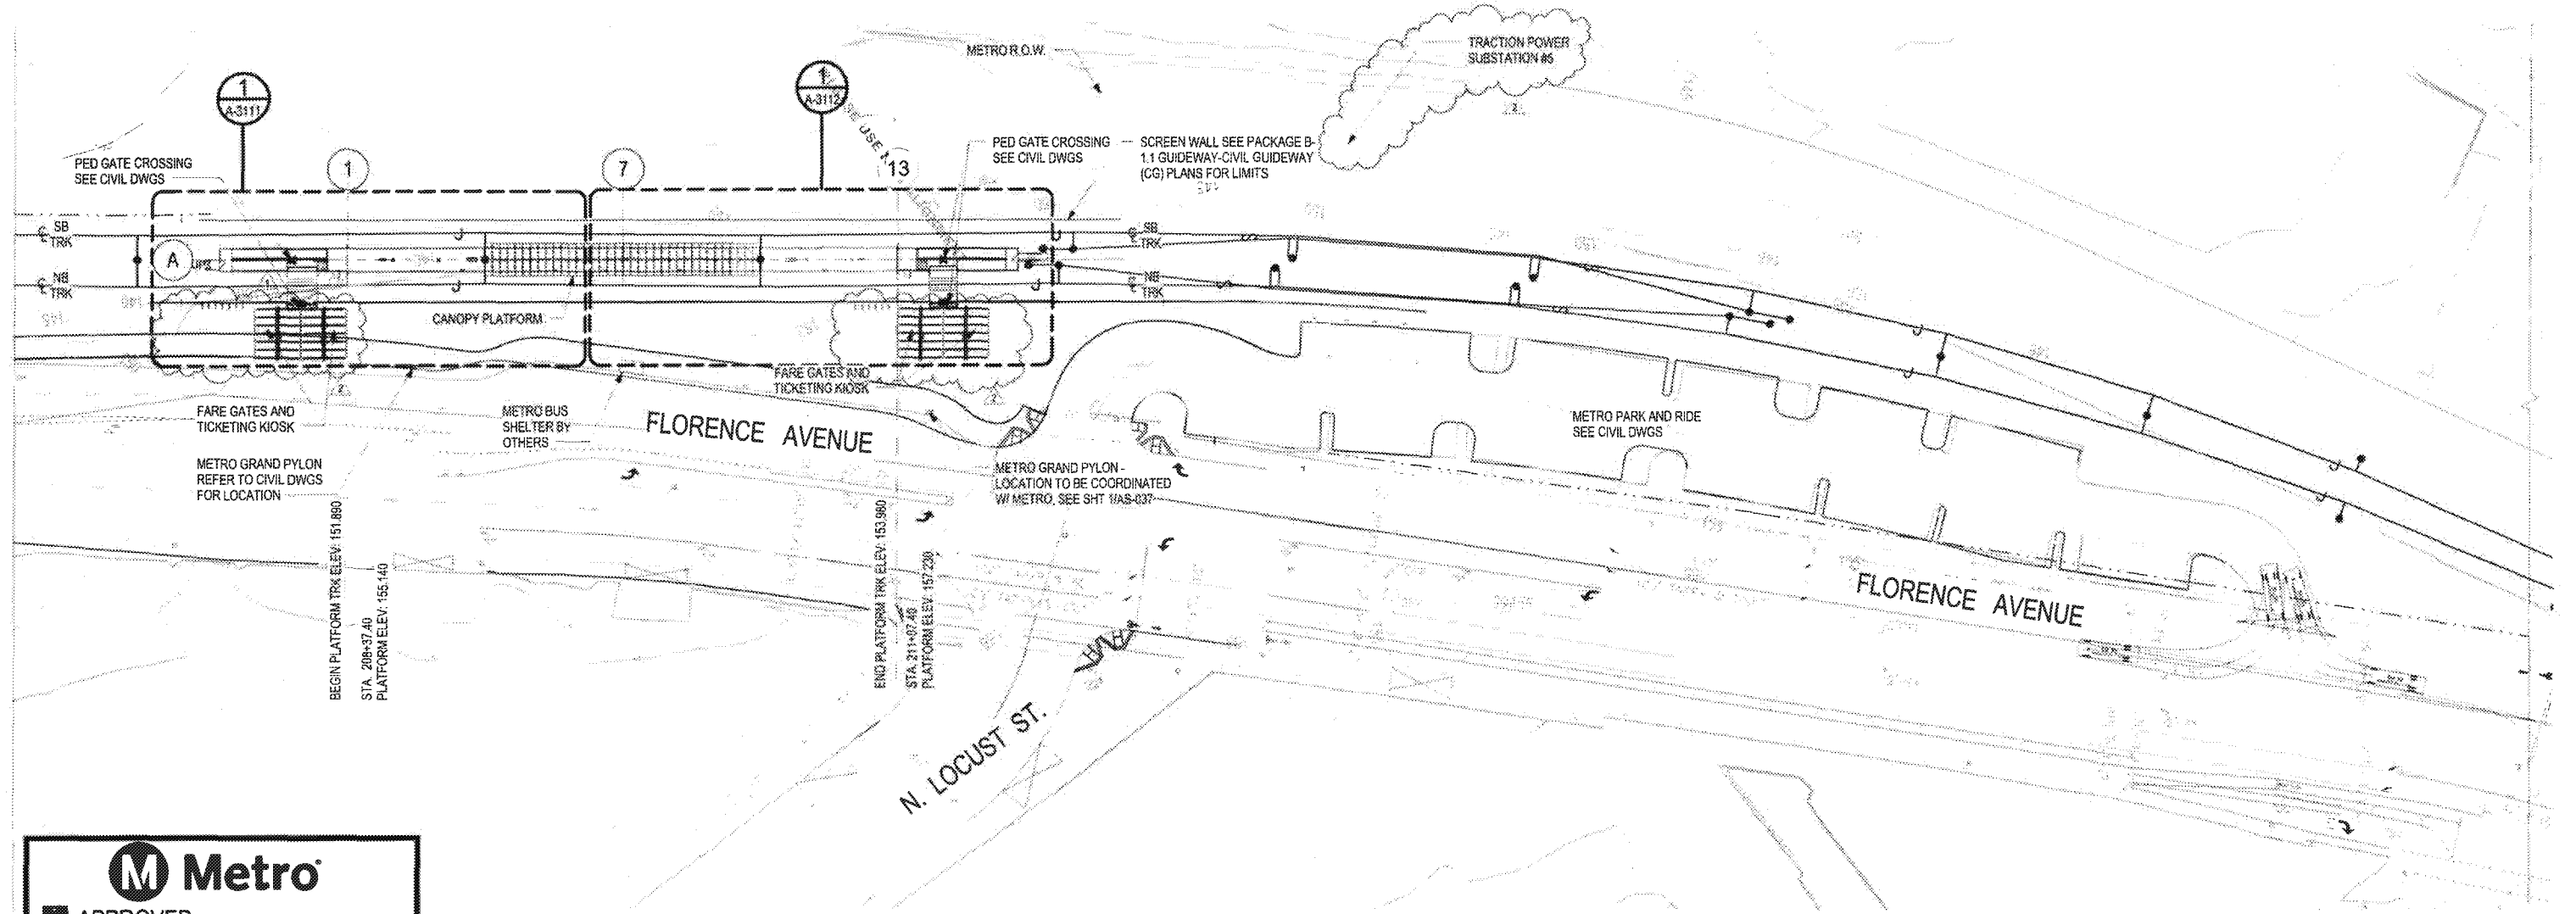 METRO R.O.W.
TRACTION POWER
SUBSTATION #5
2
1
A-3111
1
A-3112
PED GATE CROSSING
SEE CIVIL DWGS
1
7
13
PED GATE CROSSING
SEE CIVIL DWGS
SCREEN WALL SEE PACKAGE B-
1.1 GUIDEWAY-CIVIL GUIDEWAY
(CG) PLANS FOR LIMITS
145
SB
TRK
SB
TRK
A
NB
TRK
NB
TRK
CANOPY PLATFORM
FARE GATES AND
TICKETING KIOSK
2
2
FARE GATES AND
TICKETING KIOSK
METRO BUS
SHELTER BY
OTHERS
FLORENCE AVENUE
METRO PARK AND RIDE
SEE CIVIL DWGS
METRO GRAND PYLON
REFER TO CIVIL DWGS
FOR LOCATION
METRO GRAND PYLON -
LOCATION TO BE COORDINATED
W/ METRO, SEE SHT 1/AS-037
BEGIN PLATFORM TRK ELEV: 151.890
STA. 208+37.40
PLATFORM ELEV: 155.140
END PLATFORM TRK ELEV: 153.980
STA. 211+07.40
PLATFORM ELEV: 157.230
FLORENCE AVENUE
N. LOCUST ST.
M Metro
APPROVED